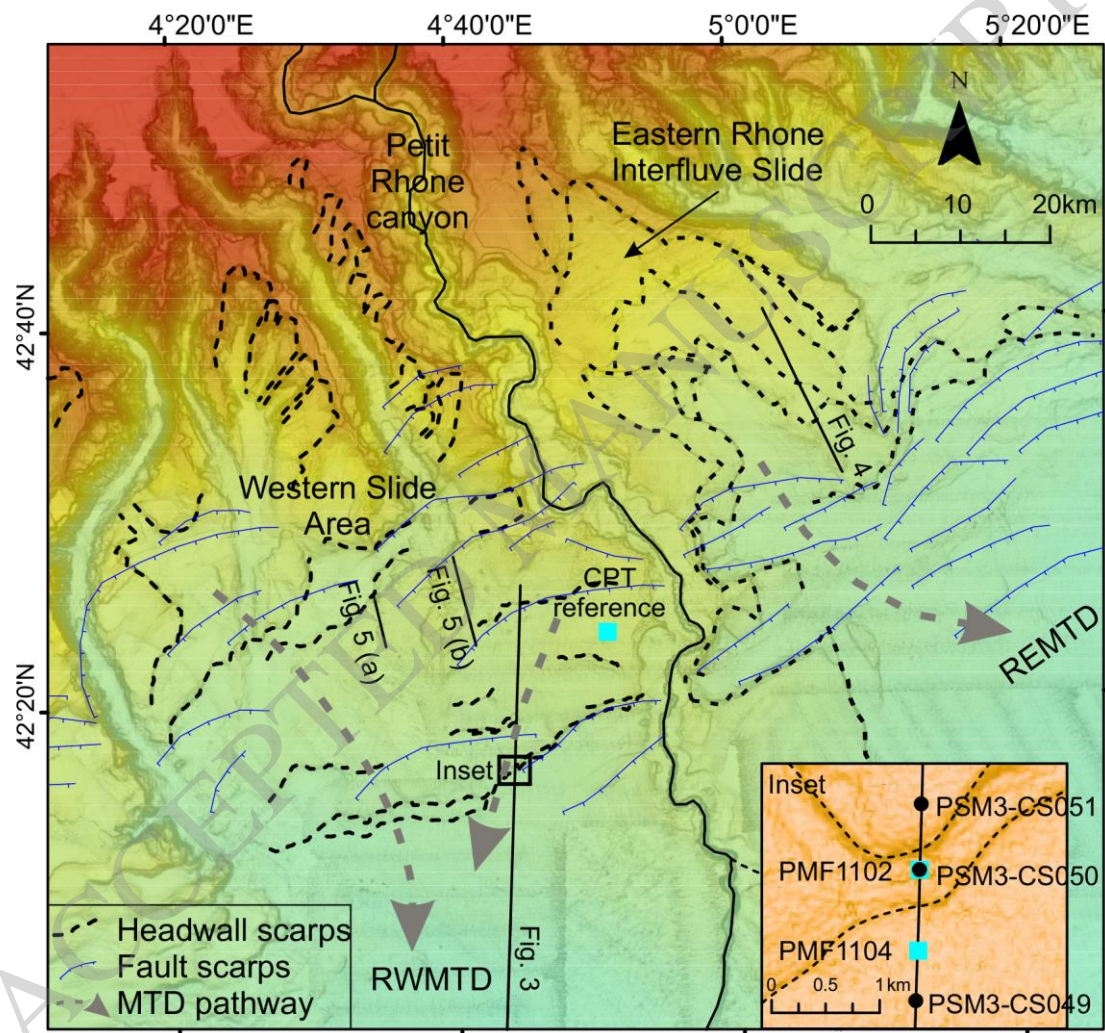 4°20'0"E
4°40'0"E
5°0'0"E
5°20'0"E
N
0 10 20km
Petit
Rhone
canyon
Eastern Rhone
Interfluve Slide
42°40'N
Fig. 4
Western Slide
Area
CPT
reference
Fig. 5 (a)
Fig. 5 (b)
REMTD
42°20'N
Inset
Inset
PSM3-CS051
PMF1102
PSM3-CS050
PMF1104
0 0.5 1km
PSM3-CS049
Headwall scarps
Fault scarps
MTD pathway
RWMTD
Fig. 3
ACCEPTED MANUSCRIPT